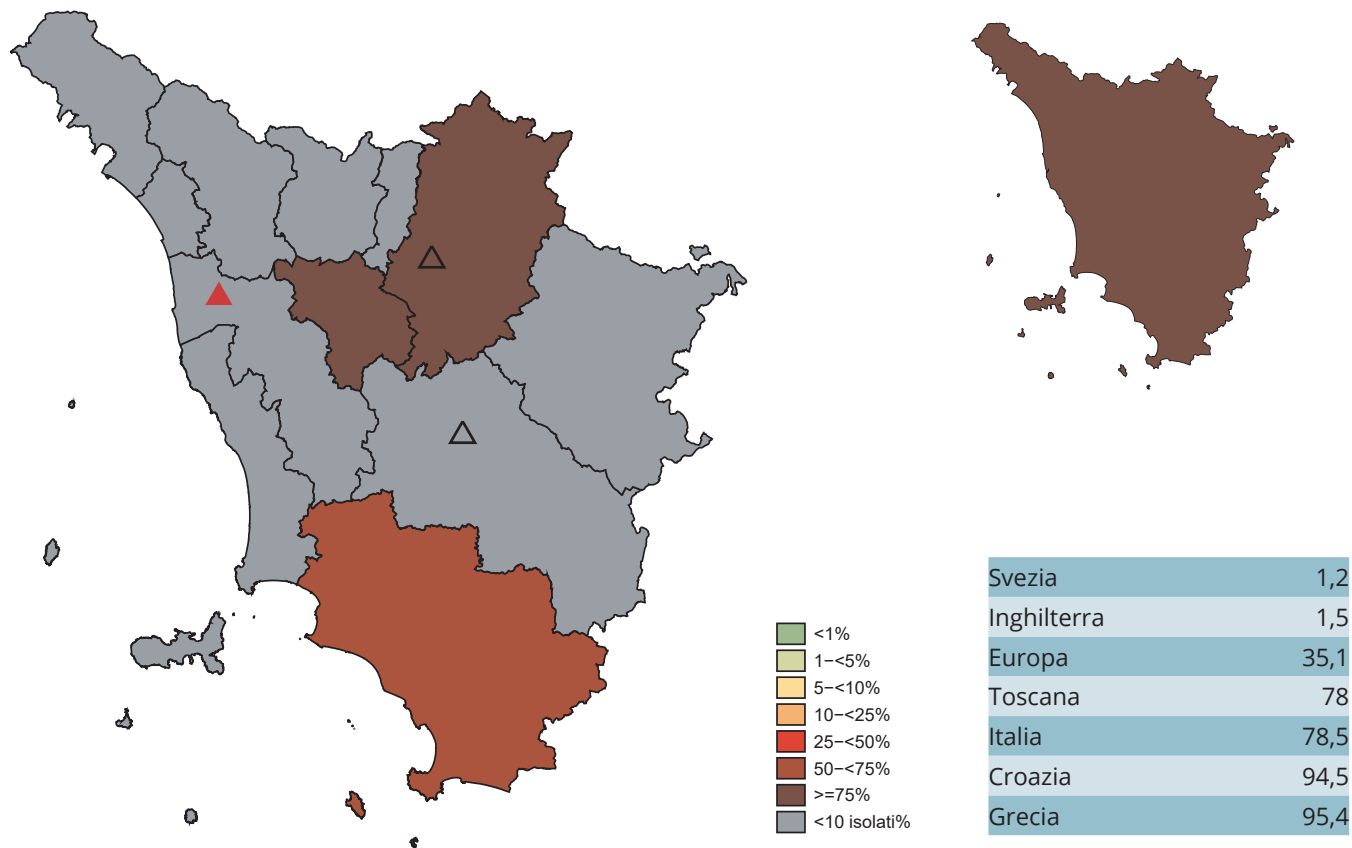 <1%
1–<5%
5–<10%
10–<25%
25–<50%
50–<75%
>=75%
<10 isolati%
Svezia 1,2
Inghilterra 1,5
Europa 35,1
Toscana 78
Italia 78,5
Croazia 94,5
Grecia 95,4